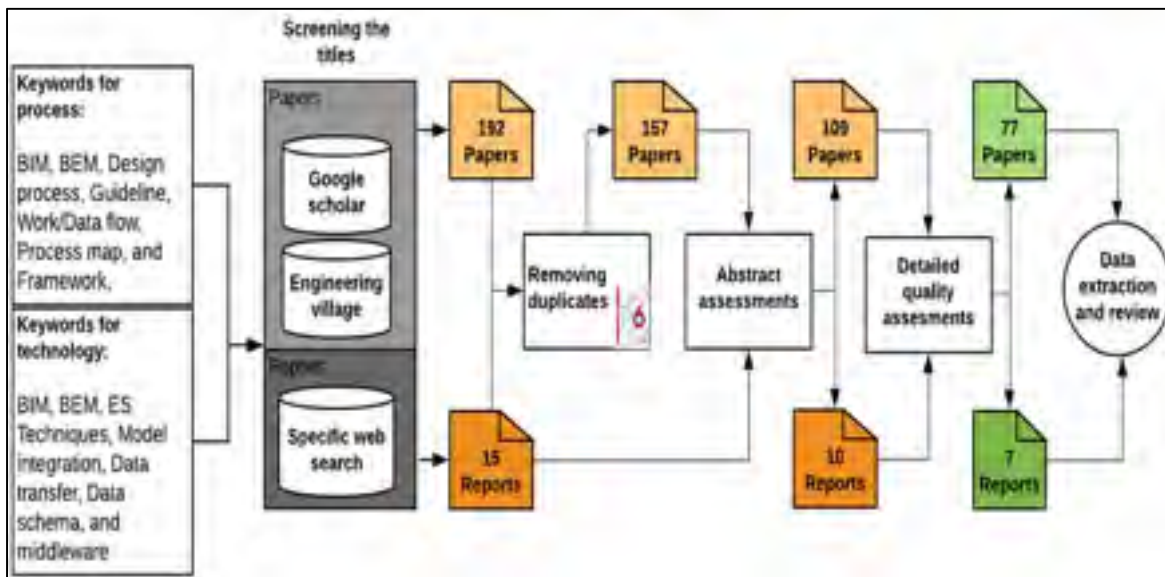 Screening the
titles
Keywords for
process:
BIM, BEM, Design
process, Guideline,
Work/Data flow,
Process map, and
Framework,
Keywords for
technology:
BIM, BEM, ES
Techniques, Model
integration, Data
transfer, Data
schema, and
middleware
Papers
Google
scholar
Engineering
village
Specific web
search
192
Papers
15
Reports
Removing
duplicates
6
157
Papers
Abstract
assessments
109
Papers
10
Reports
Detailed
quality
assesments
77
Papers
7
Reports
Data
extraction
and review